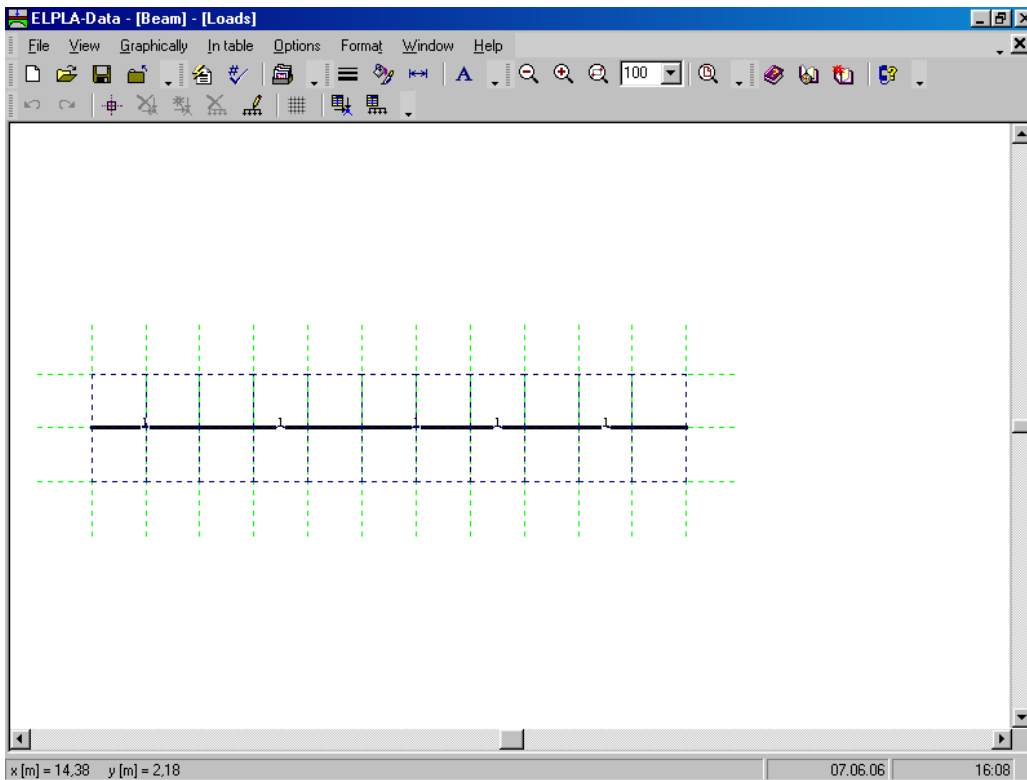 ELPLA-Data - [Beam] - [Loads]
File View Graphically In table Options Format Window Help
A 100
1 1 1 1 1
x [m] = 14,38 y [m] = 2,18 07.06.06 16:08